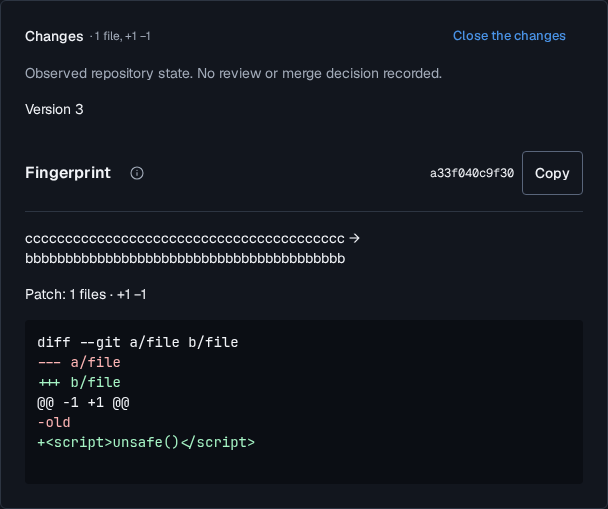 Changes · 1 file, +1 −1
Close the changes
Observed repository state. No review or merge decision recorded.
Version 3
Fingerprint
a33f040c9f30
Copy
cccccccccccccccccccccccccccccccccccccccc →
bbbbbbbbbbbbbbbbbbbbbbbbbbbbbbbbbbbbbbbb
Patch: 1 files · +1 −1
diff --git a/file b/file
--- a/file
+++ b/file
@@ -1 +1 @@
-old
+<script>unsafe()</script>